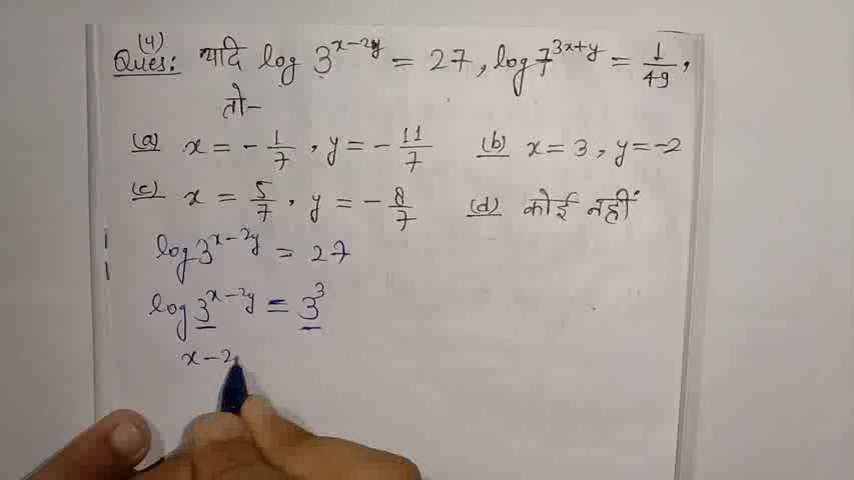 (4)
Ques: यदि log 3^{x-2y} = 27, log 7^{3x+y} = 1/49,
तो-
(a) x = -1/7, y = -11/7 (b) x = 3, y = -2
(c) x = 5/7, y = -8/7 (d) कोई नहीं
log 3^{x-2y} = 27
log 3^{x-2y} = 3^3
x-2